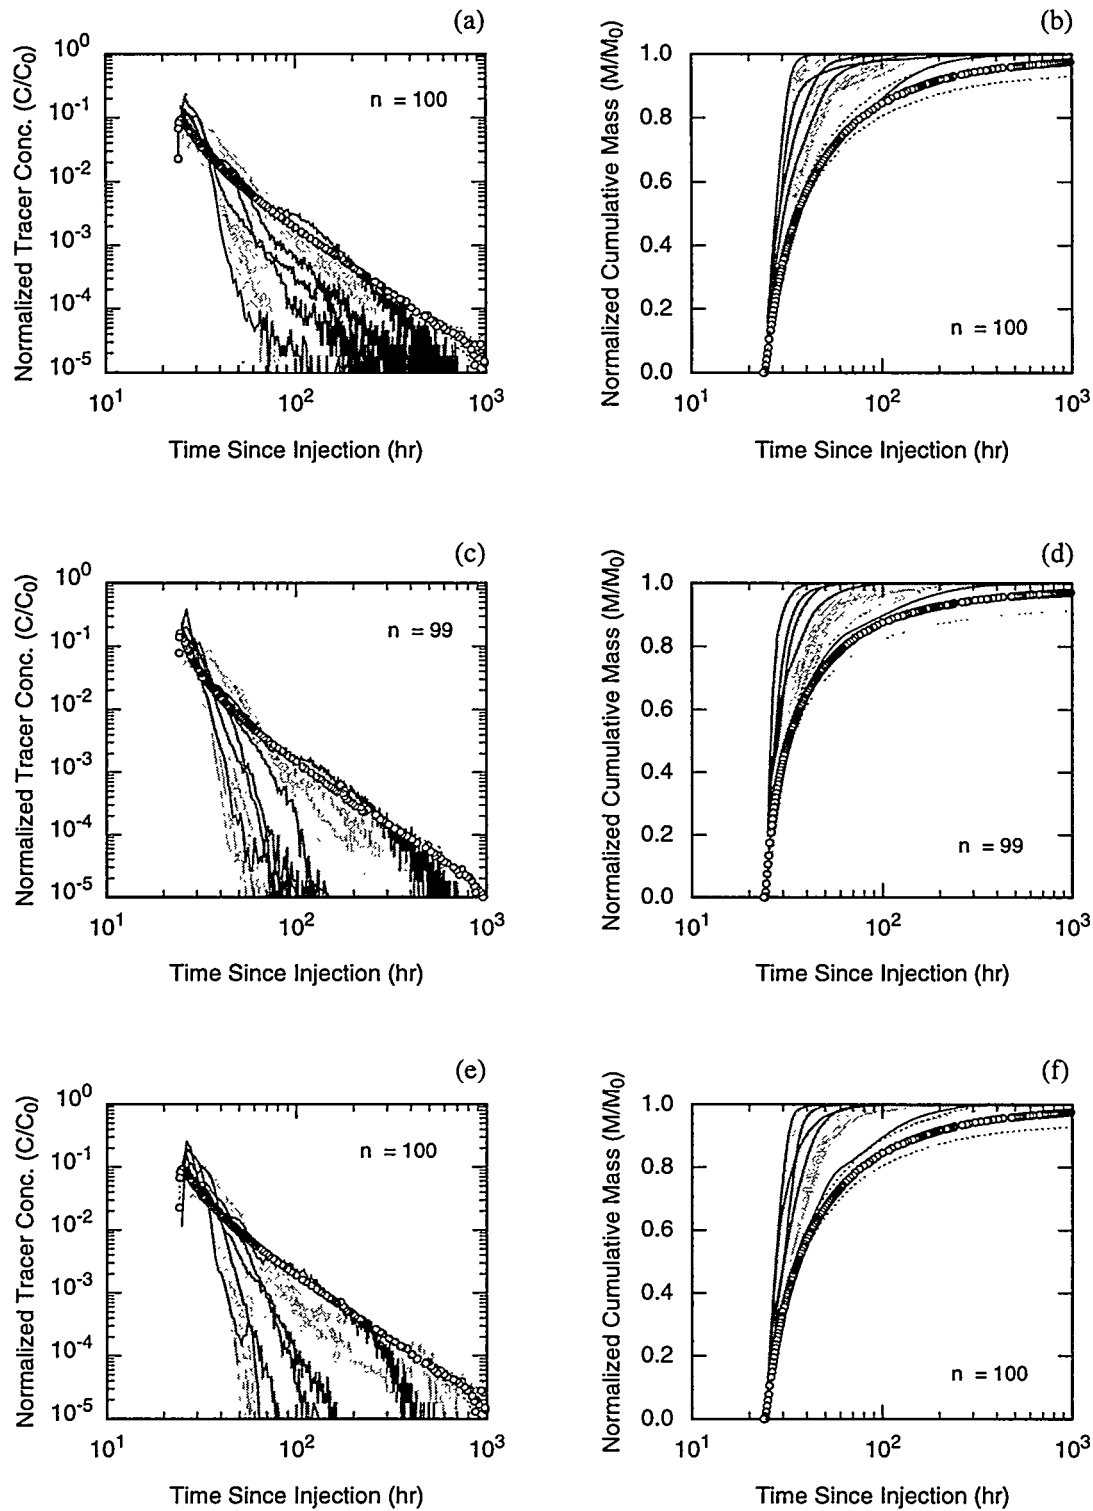 (a)
Normalized Tracer Conc. (C/C0)
10^0
10^-1
10^-2
10^-3
10^-4
10^-5
n = 100
10^1
10^2
10^3
Time Since Injection (hr)
(b)
Normalized Cumulative Mass (M/M0)
1.0
0.8
0.6
0.4
0.2
0.0
n = 100
10^1
10^2
10^3
Time Since Injection (hr)
(c)
Normalized Tracer Conc. (C/C0)
10^0
10^-1
10^-2
10^-3
10^-4
10^-5
n = 99
10^1
10^2
10^3
Time Since Injection (hr)
(d)
Normalized Cumulative Mass (M/M0)
1.0
0.8
0.6
0.4
0.2
0.0
n = 99
10^1
10^2
10^3
Time Since Injection (hr)
(e)
Normalized Tracer Conc. (C/C0)
10^0
10^-1
10^-2
10^-3
10^-4
10^-5
n = 100
10^1
10^2
10^3
Time Since Injection (hr)
(f)
Normalized Cumulative Mass (M/M0)
1.0
0.8
0.6
0.4
0.2
0.0
n = 100
10^1
10^2
10^3
Time Since Injection (hr)